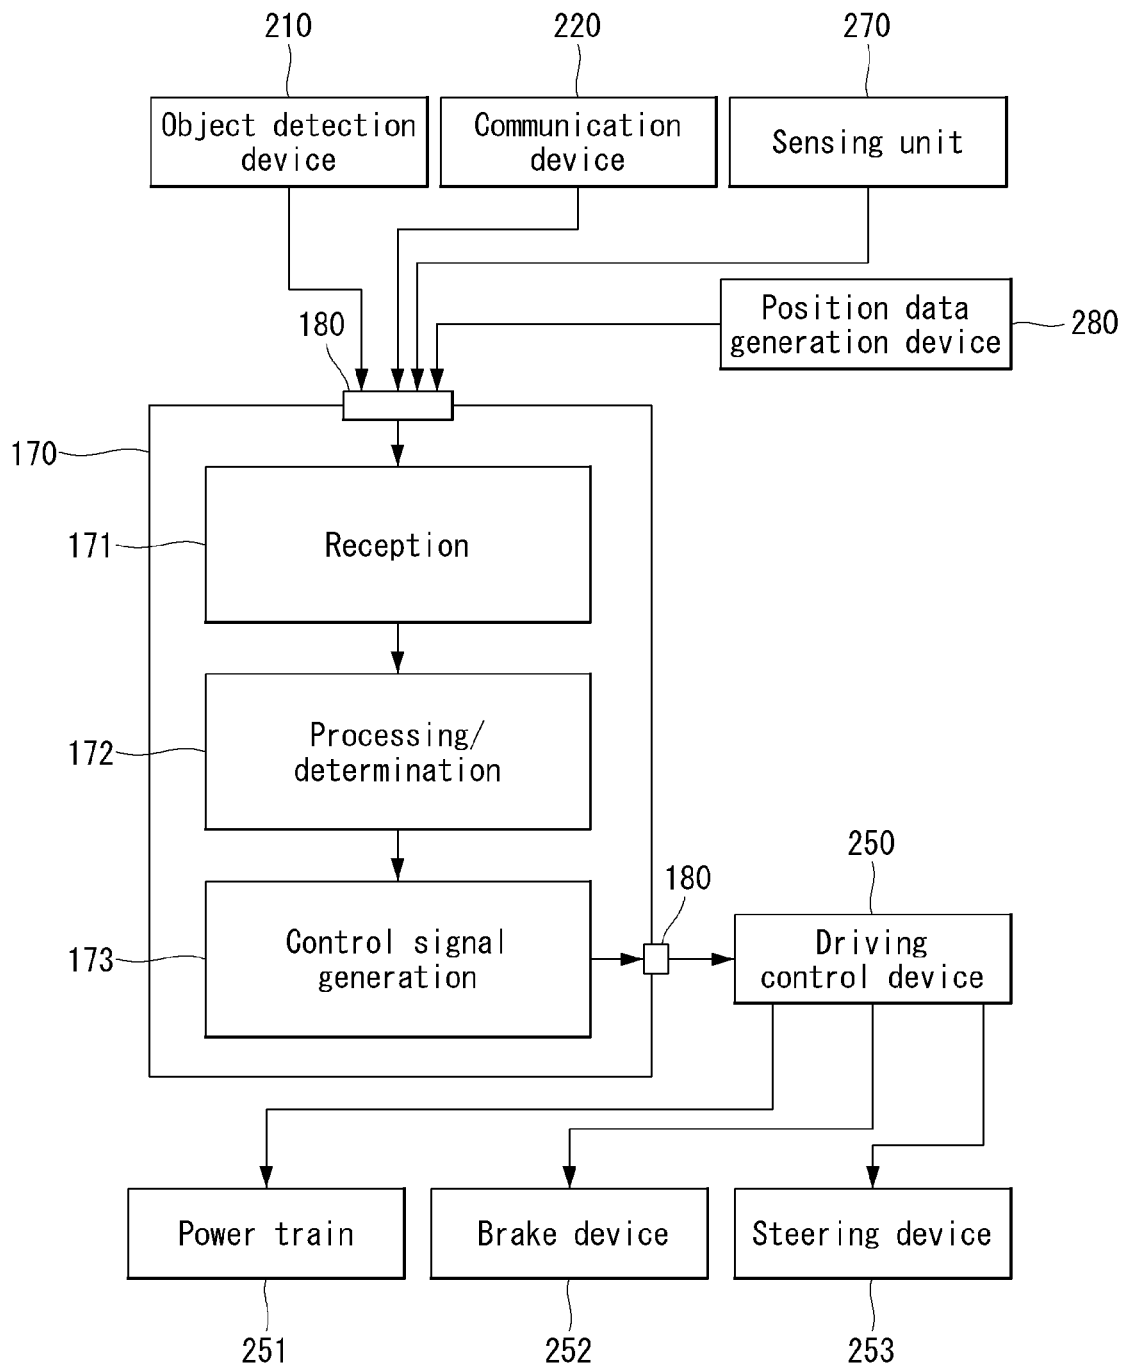 210
220
270
Object detection
device
Communication
device
Sensing unit
Position data
generation device
280
180
170
171
Reception
172
Processing/
determination
250
180
173
Control signal
generation
Driving
control device
Power train
Brake device
Steering device
251
252
253